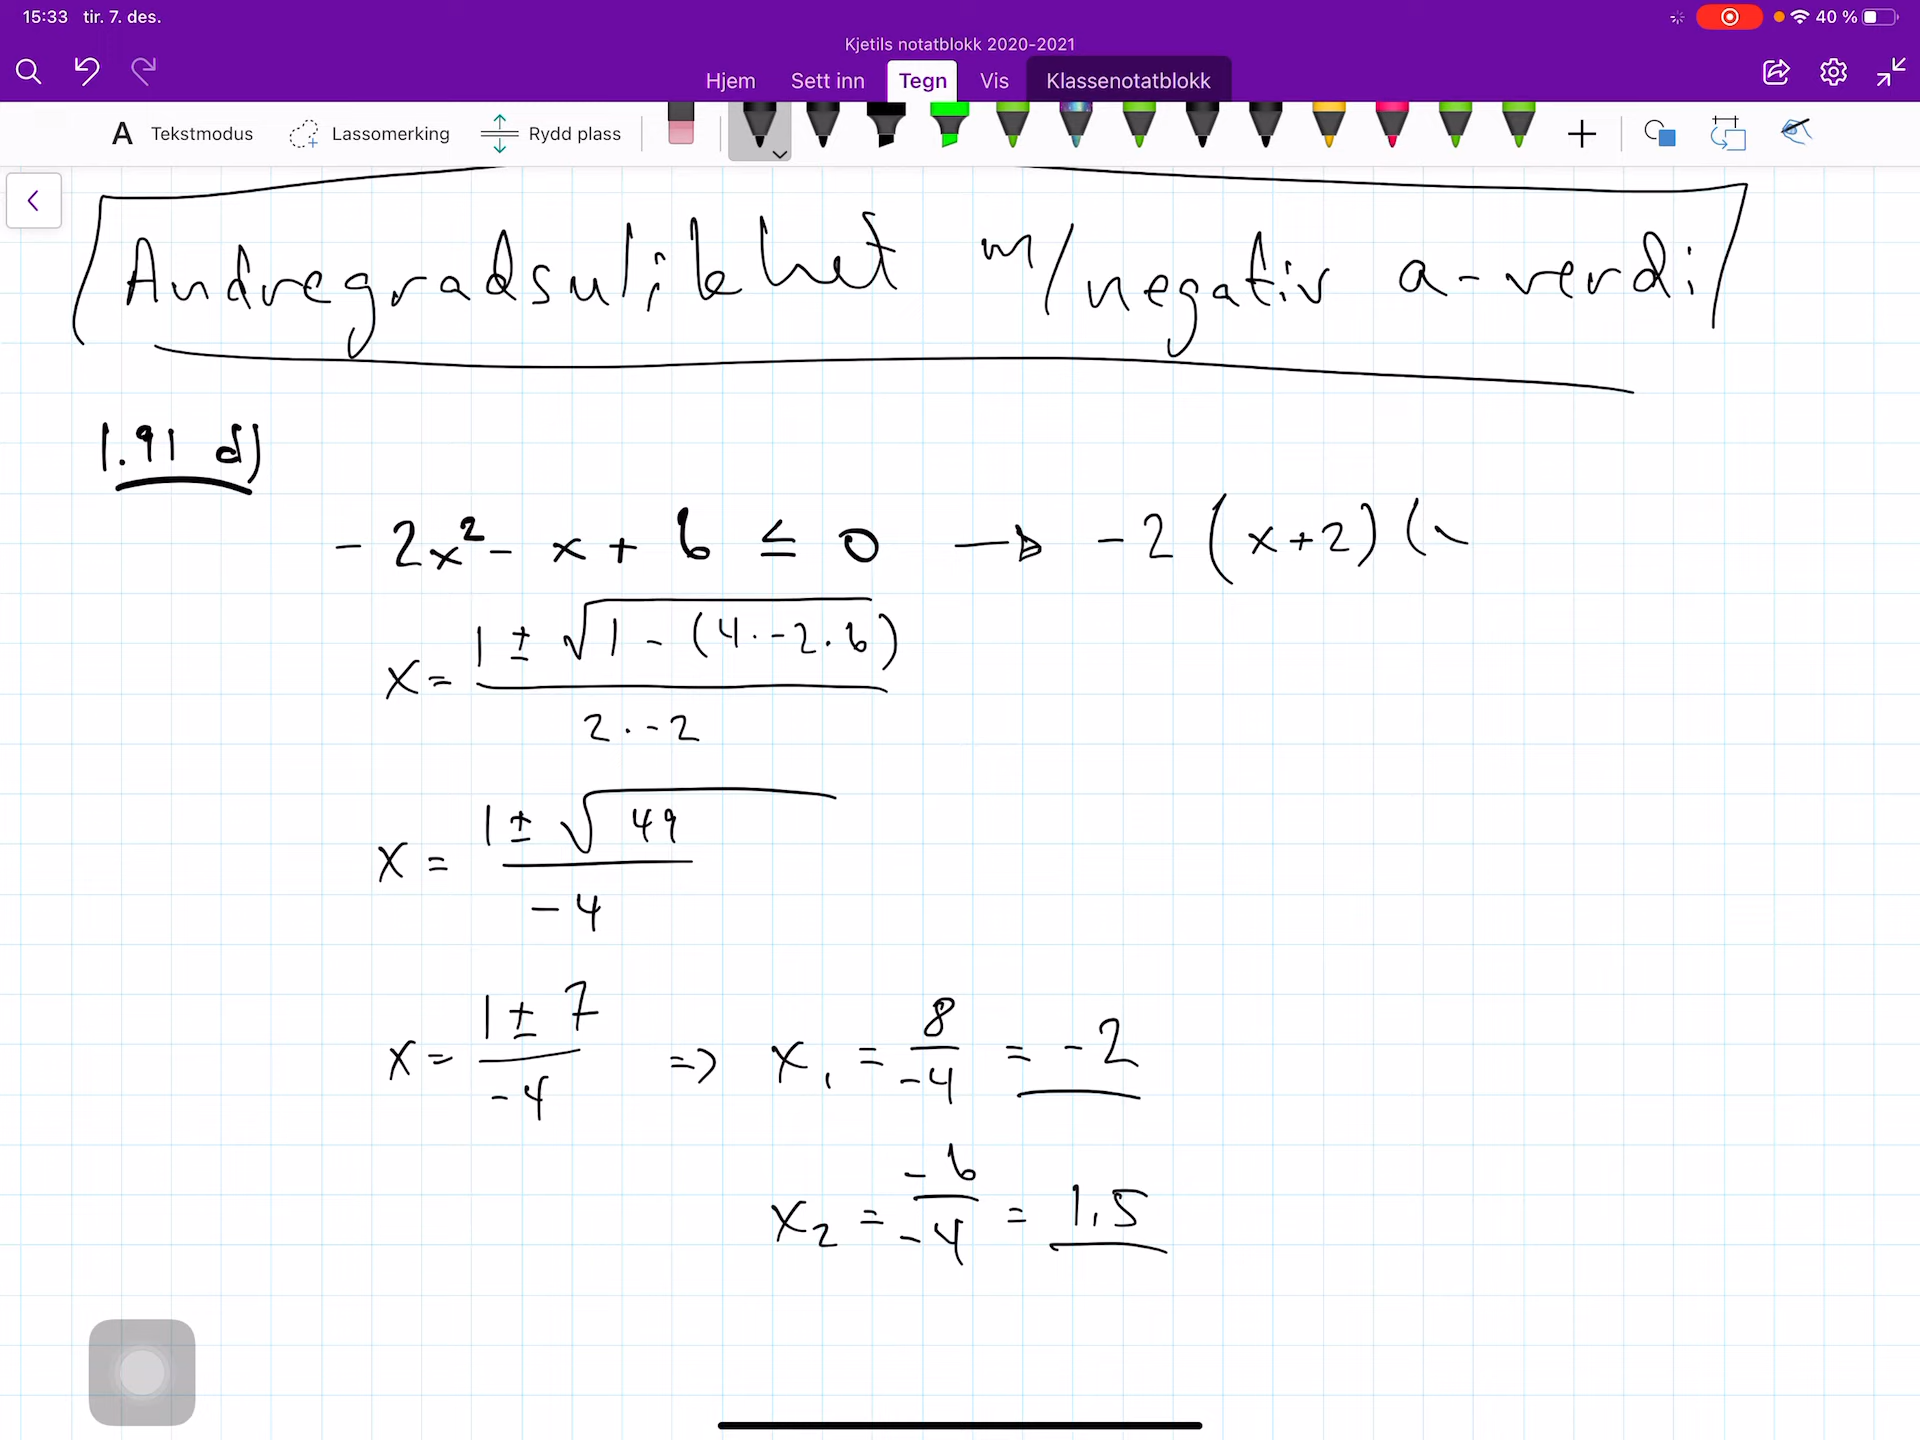 15:33 tir. 7. des. 40 %
Kjetils notatblokk 2020-2021
Hjem Sett inn Tegn Vis Klassenotatblokk
A Tekstmodus Lassomerking Rydd plass
Andregradsulikhet m/negativ a-verdi
1.91 d)
-2x² - x + 6 ≤ 0 → -2 (x+2) (
x = (1 ± √(1 - (4·-2·6))) / (2·-2)
x = (1 ± √49) / -4
x = (1 ± 7) / -4 => x₁ = 8 / -4 = -2
x₂ = -6 / -4 = 1,5